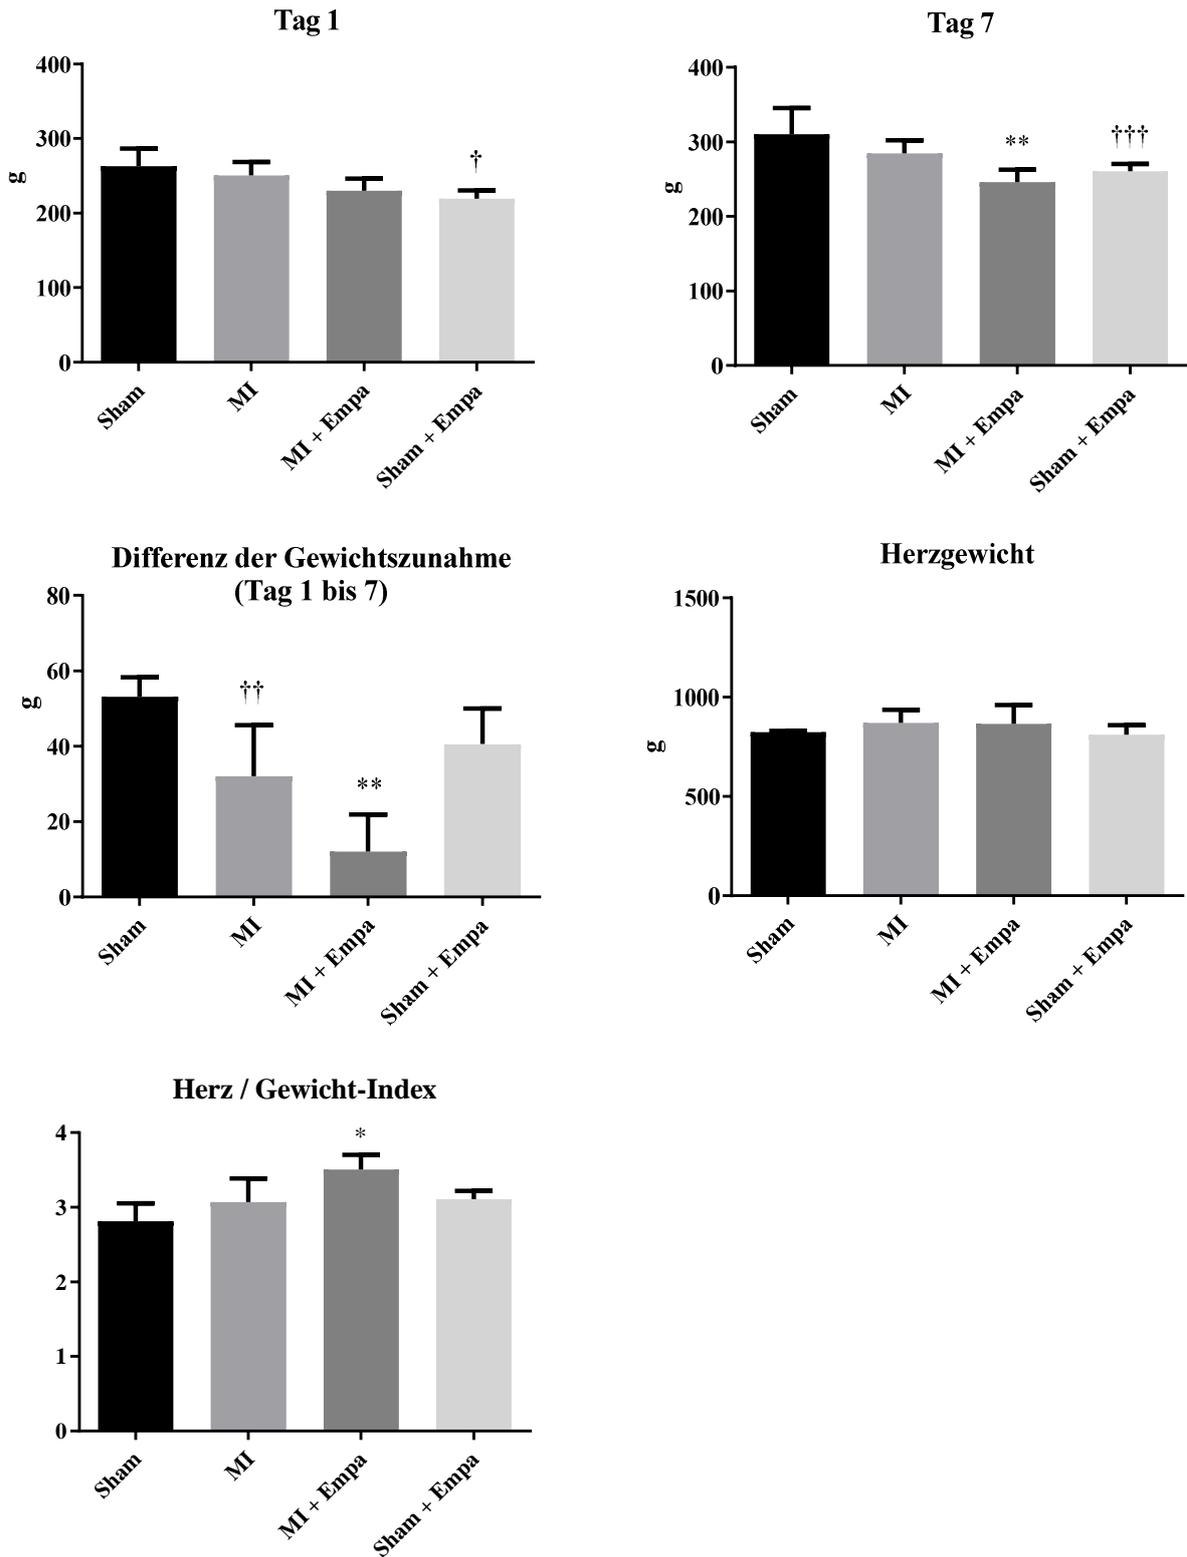 Tag 1
400
300
200
100
0
g
†
Sham
MI
MI + Empa
Sham + Empa
Tag 7
400
300
200
100
0
g
**
†††
Sham
MI
MI + Empa
Sham + Empa
Differenz der Gewichtszunahme
(Tag 1 bis 7)
80
60
40
20
0
g
††
**
Sham
MI
MI + Empa
Sham + Empa
Herzgewicht
1500
1000
500
0
g
Sham
MI
MI + Empa
Sham + Empa
Herz / Gewicht-Index
4
3
2
1
0
*
Sham
MI
MI + Empa
Sham + Empa